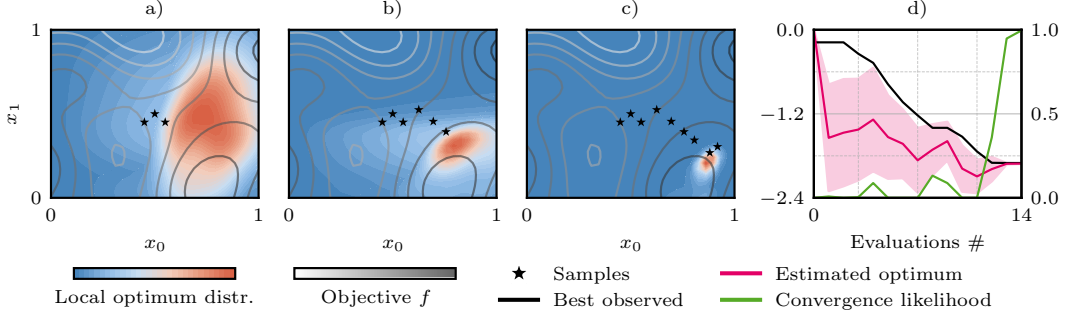 a) b) c) d)
1
x₁
0
0 1
x₀
0 1
x₀
0 1
x₀
0.0
−1.2
−2.4
1.0
0.5
0.0
0 14
Evaluations #
Local optimum distr.
Objective f
Samples
Best observed
Estimated optimum
Convergence likelihood